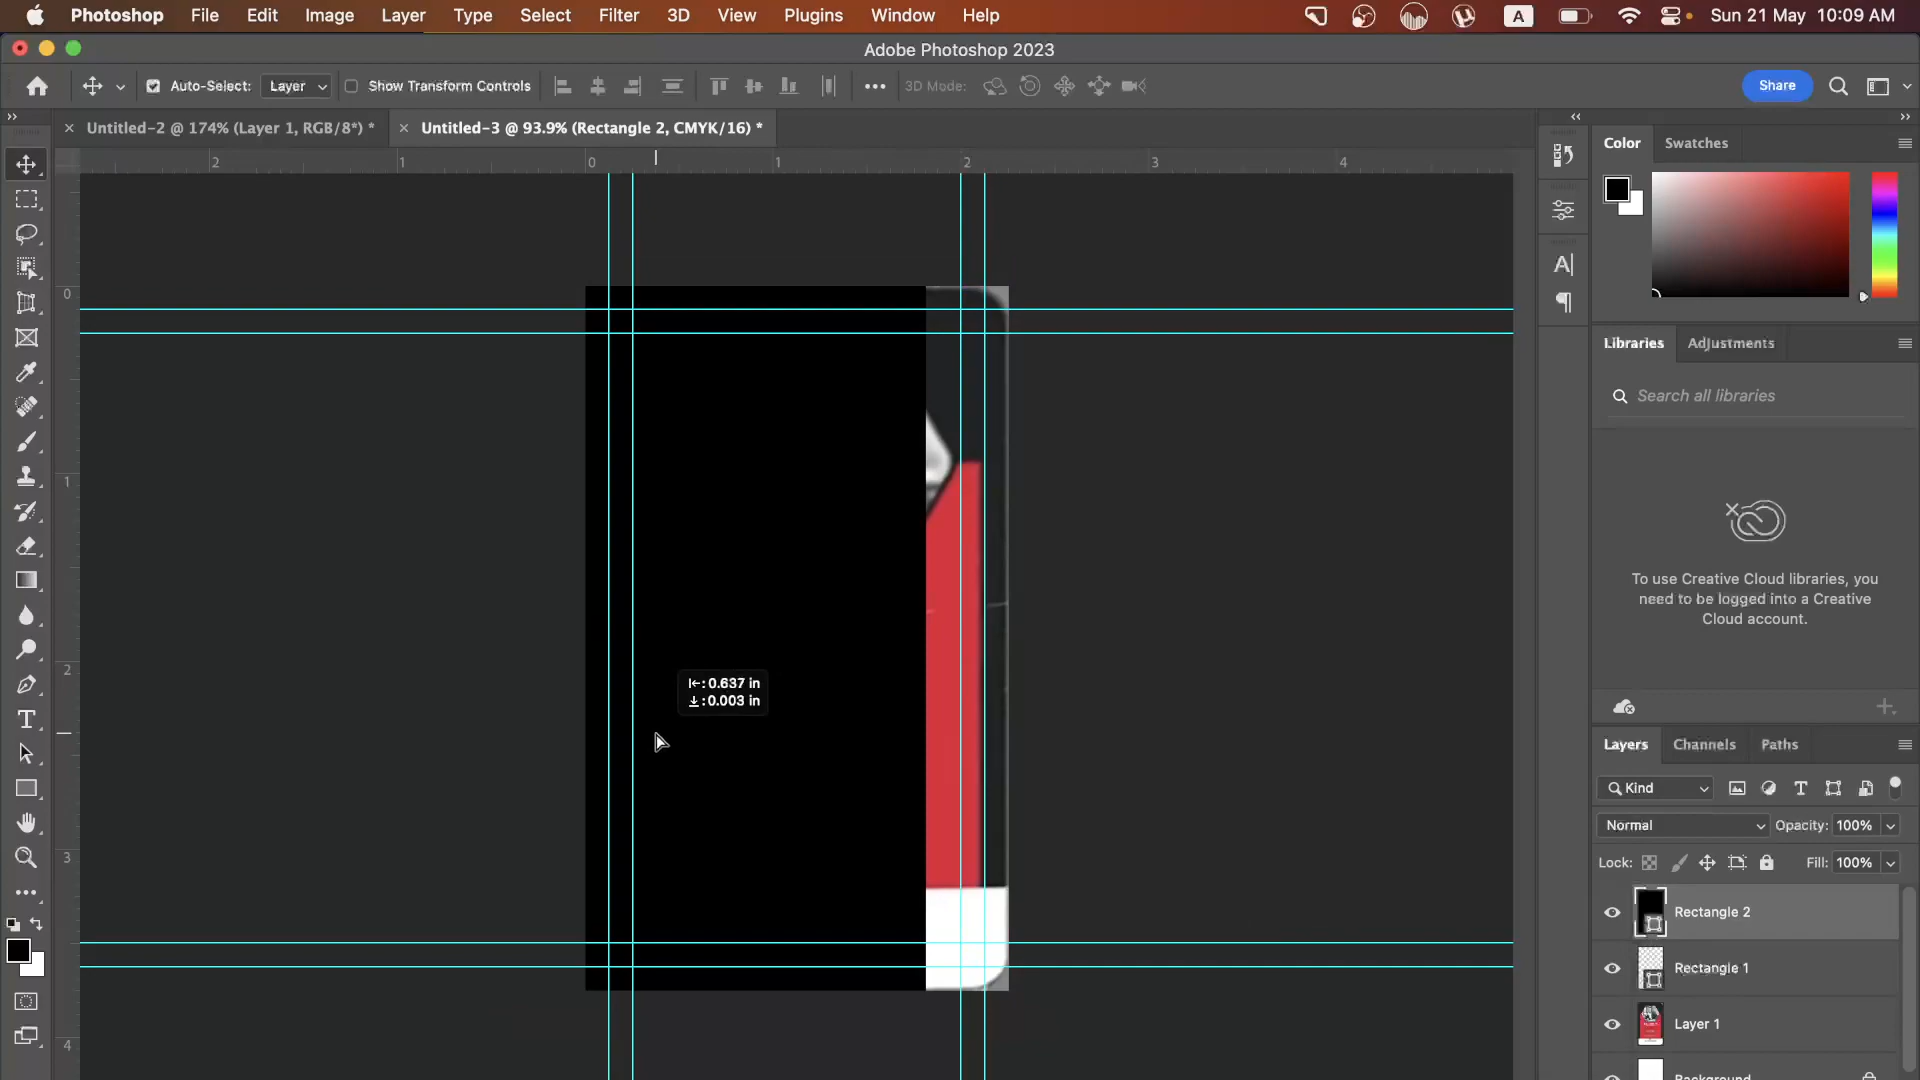 Photoshop File Edit Image Layer Type Select Filter 3D View Plugins Window Help A Sun 21 May 10:09 AM
Adobe Photoshop 2023
Auto-Select: Layer Show Transform Controls 3D Mode: Share
Untitled-2 @ 174% (Layer 1, RGB/8*) * Untitled-3 @ 93.9% (Rectangle 2, CMYK/16) *
2 1 0 1 2 3 4
Color Swatches
0
1
2
3
4
Libraries Adjustments
Search all libraries
To use Creative Cloud libraries, you
need to be logged into a Creative
Cloud account.
: 0.637 in
: 0.003 in
Layers Channels Paths
Kind
Normal Opacity: 100%
Lock: Fill: 100%
Rectangle 2
Rectangle 1
Layer 1
Background